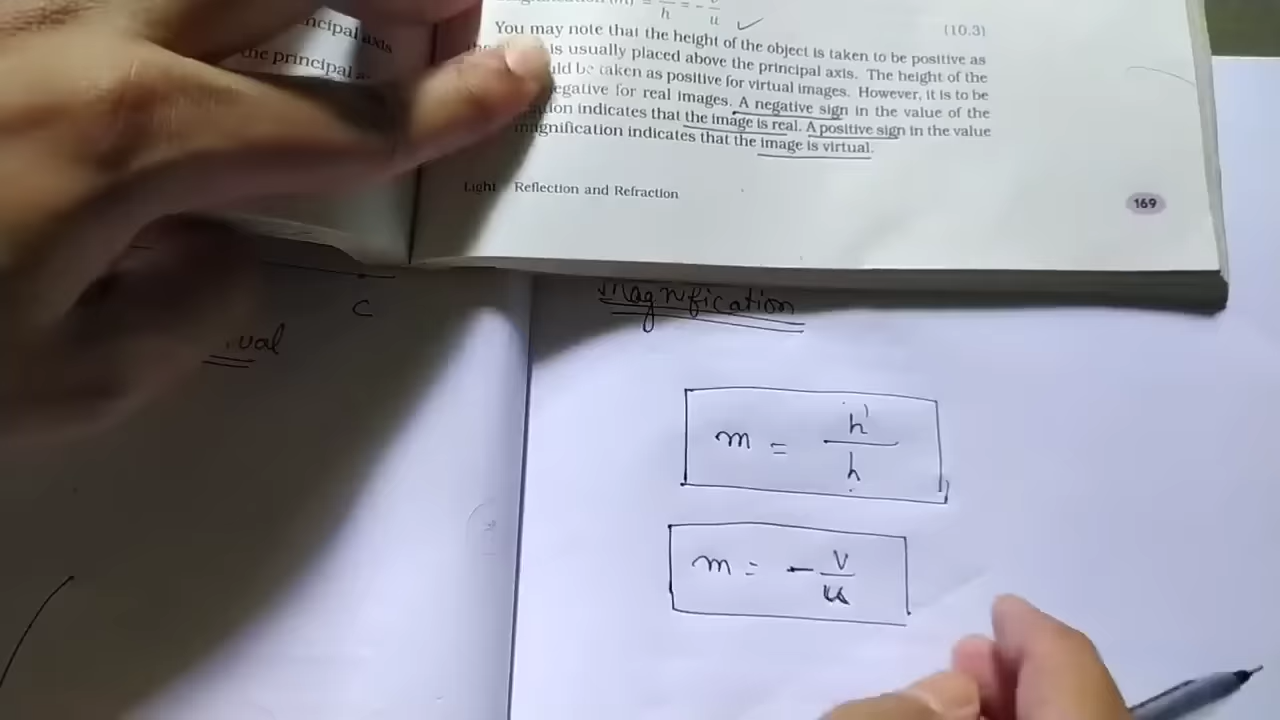 ncipal axis
the principal a
h
u
(10.3)
You may note that the height of the object is taken to be positive as
is usually placed above the principal axis. The height of the
be taken as positive for virtual images. However, it is to be
egative for real images. A negative sign in the value of the
indicates that the image is real. A positive sign in the value
magnification indicates that the image is virtual.
Light Reflection and Refraction
169
C
Magnification
m = h'/h
m = - v/u